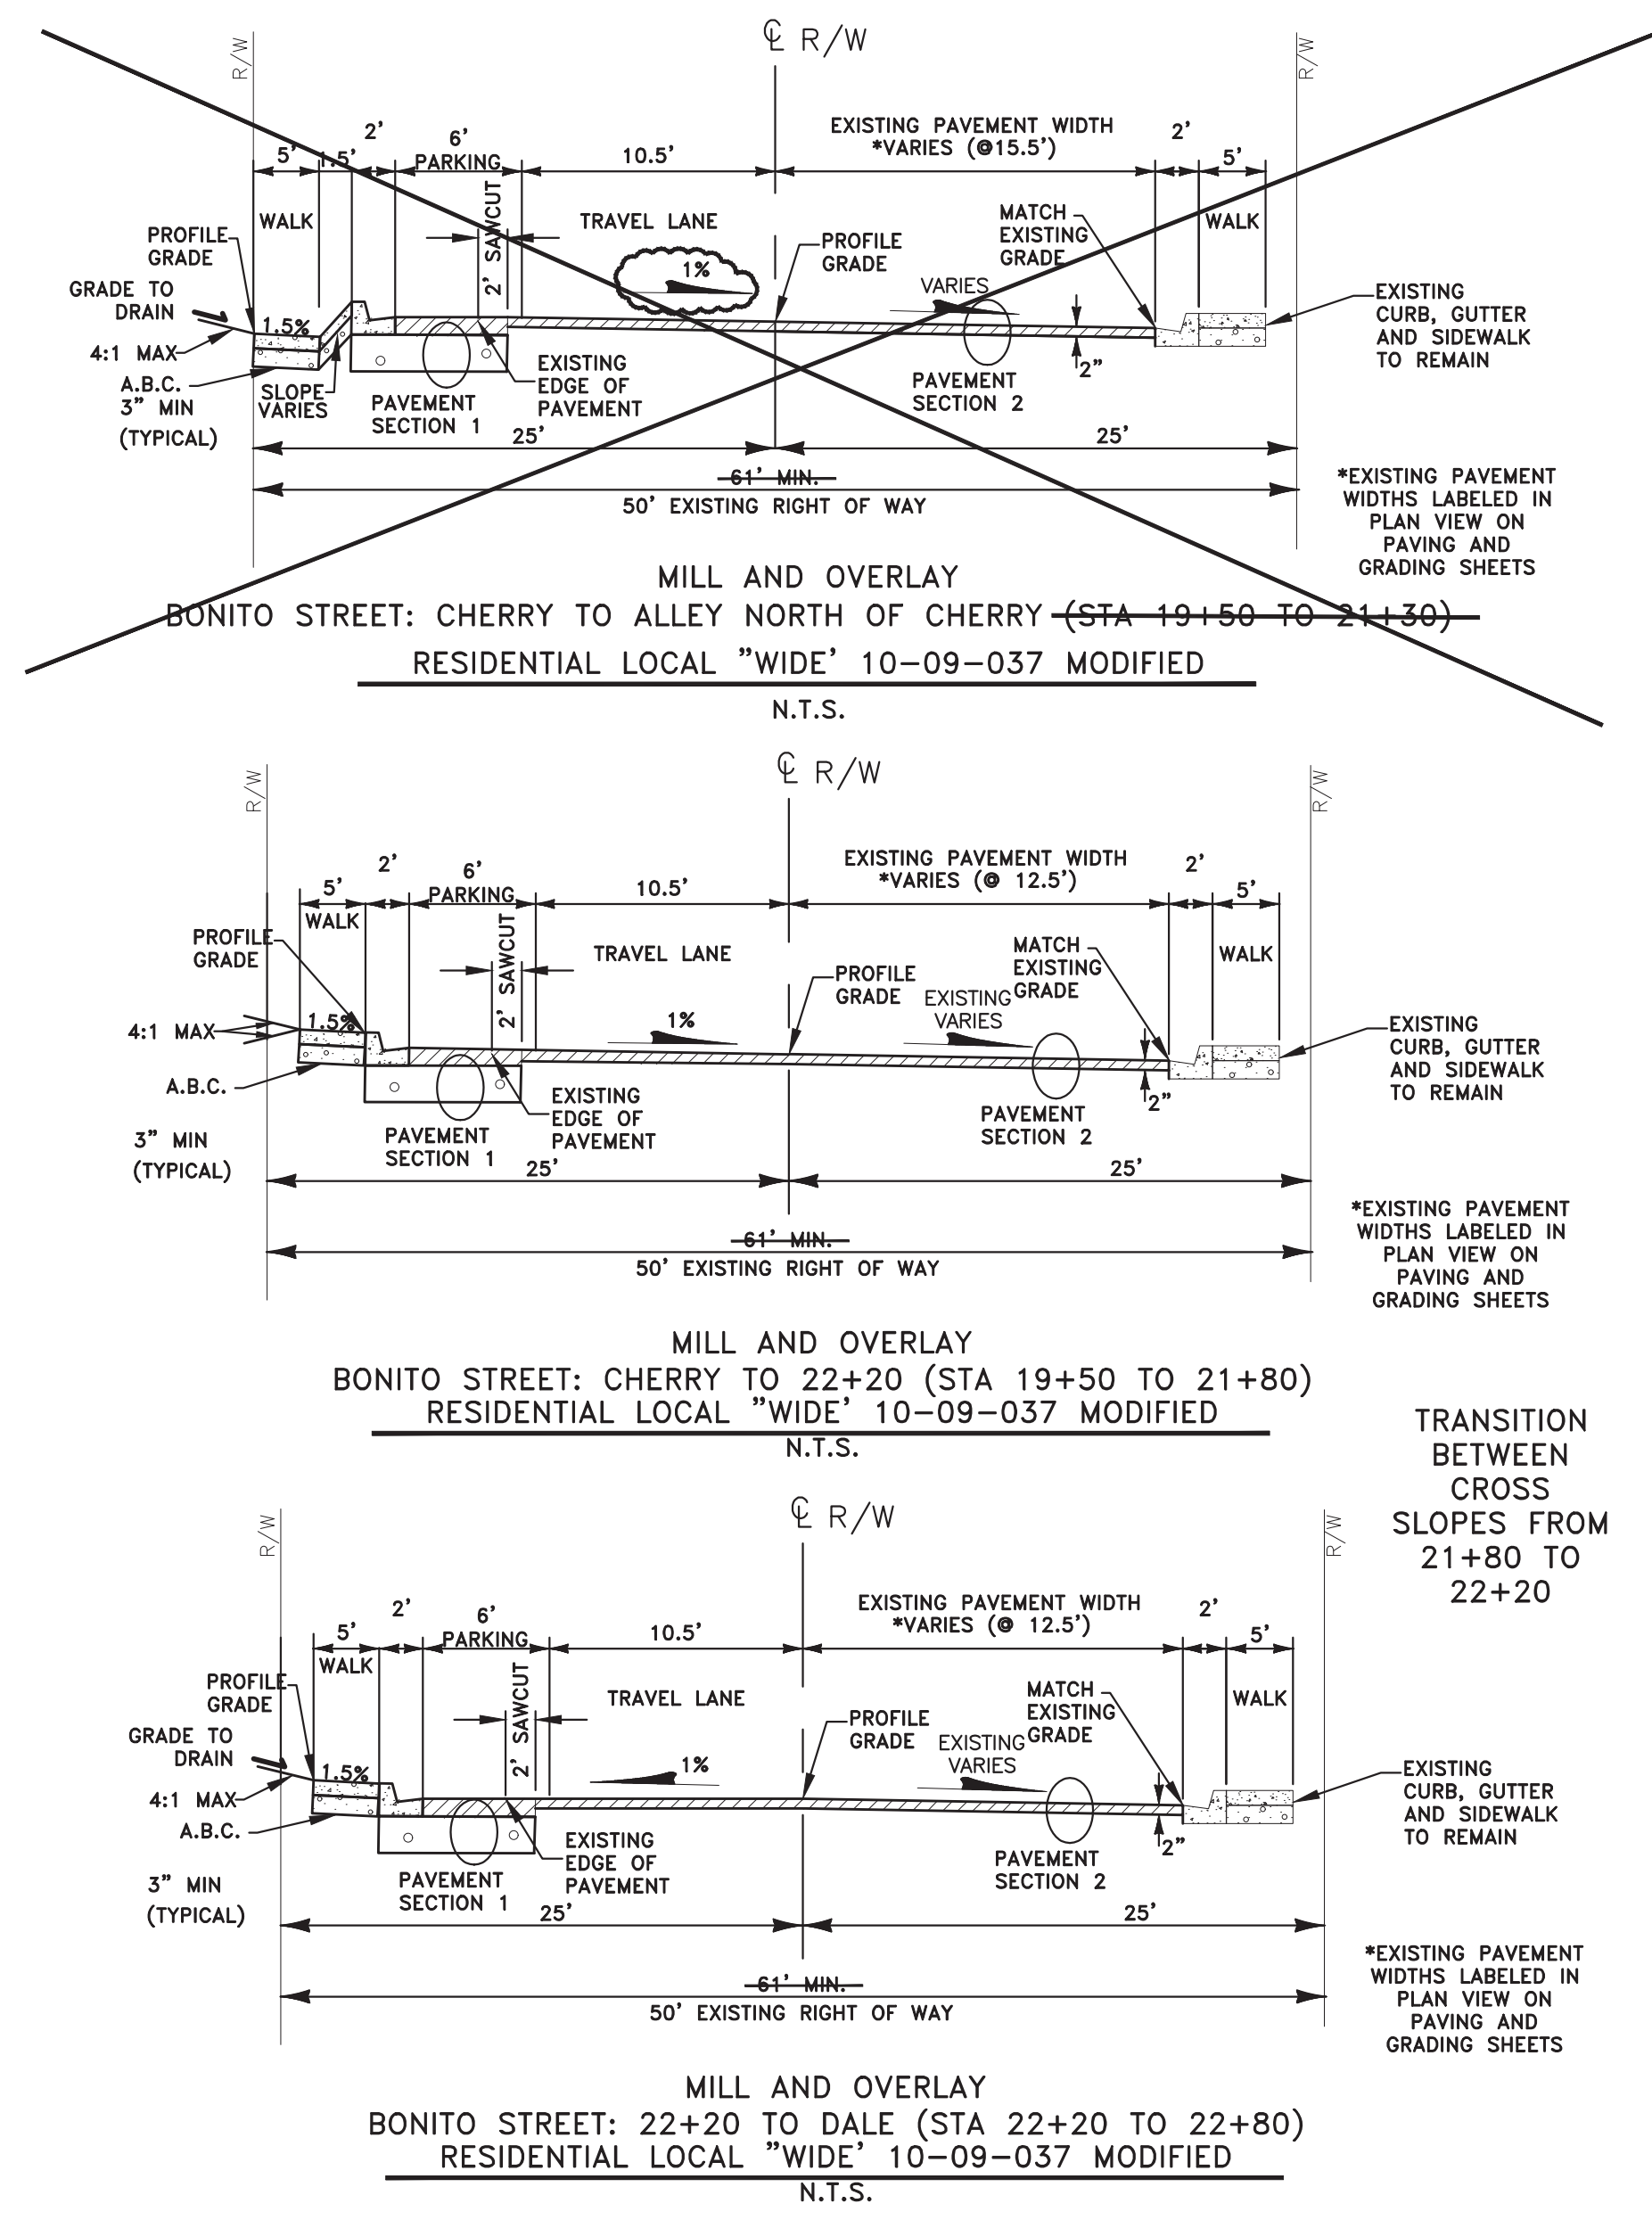 ℄ R/W
R/W
R/W
2'
6'
EXISTING PAVEMENT WIDTH
2'
5'
1.5'
PARKING
10.5'
*VARIES (@15.5')
5'
WALK
2' SAWCUT
TRAVEL LANE
MATCH
EXISTING
GRADE
WALK
PROFILE
GRADE
PROFILE
GRADE
GRADE TO
DRAIN
1%
VARIES
EXISTING
CURB, GUTTER
AND SIDEWALK
TO REMAIN
1.5%
4:1 MAX
A.B.C.
3" MIN
(TYPICAL)
SLOPE
VARIES
PAVEMENT
SECTION 1
EXISTING
EDGE OF
PAVEMENT
PAVEMENT
SECTION 2
2"
25'
25'
61' MIN.
50' EXISTING RIGHT OF WAY
*EXISTING PAVEMENT
WIDTHS LABELED IN
PLAN VIEW ON
PAVING AND
GRADING SHEETS
MILL AND OVERLAY
BONITO STREET: CHERRY TO ALLEY NORTH OF CHERRY (STA 19+50 TO 21+30)
RESIDENTIAL LOCAL "WIDE' 10-09-037 MODIFIED
N.T.S.
℄ R/W
R/W
R/W
2'
6'
EXISTING PAVEMENT WIDTH
2'
5'
PARKING
10.5'
*VARIES (@ 12.5')
5'
WALK
2' SAWCUT
TRAVEL LANE
MATCH
EXISTING
GRADE
WALK
PROFILE
GRADE
PROFILE
GRADE
EXISTING
VARIES
1.5%
4:1 MAX
1%
EXISTING
CURB, GUTTER
AND SIDEWALK
TO REMAIN
A.B.C.
3" MIN
(TYPICAL)
PAVEMENT
SECTION 1
EXISTING
EDGE OF
PAVEMENT
PAVEMENT
SECTION 2
2"
25'
25'
61' MIN.
50' EXISTING RIGHT OF WAY
*EXISTING PAVEMENT
WIDTHS LABELED IN
PLAN VIEW ON
PAVING AND
GRADING SHEETS
MILL AND OVERLAY
BONITO STREET: CHERRY TO 22+20 (STA 19+50 TO 21+80)
RESIDENTIAL LOCAL "WIDE' 10-09-037 MODIFIED
N.T.S.
TRANSITION
BETWEEN
CROSS
SLOPES FROM
21+80 TO
22+20
℄ R/W
R/W
R/W
2'
6'
EXISTING PAVEMENT WIDTH
2'
5'
PARKING
10.5'
*VARIES (@ 12.5')
5'
WALK
2' SAWCUT
TRAVEL LANE
MATCH
EXISTING
GRADE
WALK
PROFILE
GRADE
PROFILE
GRADE
EXISTING
VARIES
GRADE TO
DRAIN
1.5%
4:1 MAX
1%
EXISTING
CURB, GUTTER
AND SIDEWALK
TO REMAIN
A.B.C.
3" MIN
(TYPICAL)
PAVEMENT
SECTION 1
EXISTING
EDGE OF
PAVEMENT
PAVEMENT
SECTION 2
2"
25'
25'
61' MIN.
50' EXISTING RIGHT OF WAY
*EXISTING PAVEMENT
WIDTHS LABELED IN
PLAN VIEW ON
PAVING AND
GRADING SHEETS
MILL AND OVERLAY
BONITO STREET: 22+20 TO DALE (STA 22+20 TO 22+80)
RESIDENTIAL LOCAL "WIDE' 10-09-037 MODIFIED
N.T.S.